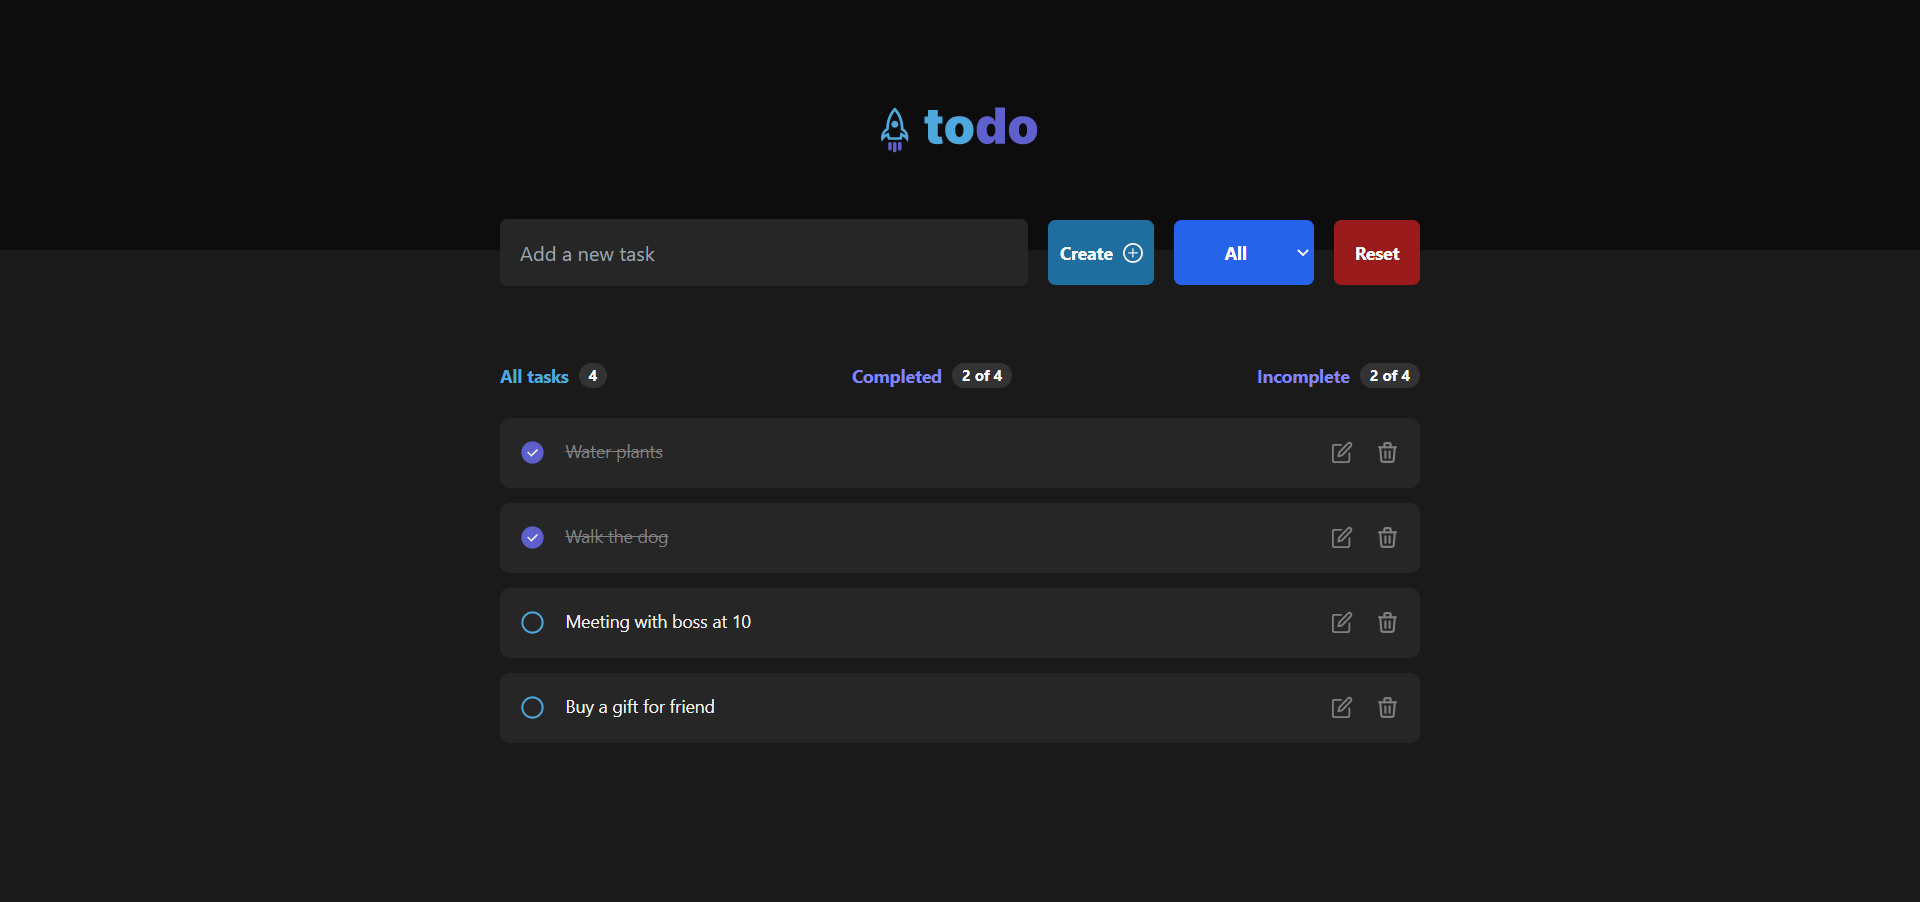 todo
Add a new task
Create
All
Reset
All tasks 4
Completed 2 of 4
Incomplete 2 of 4
Water plants
Walk the dog
Meeting with boss at 10
Buy a gift for friend